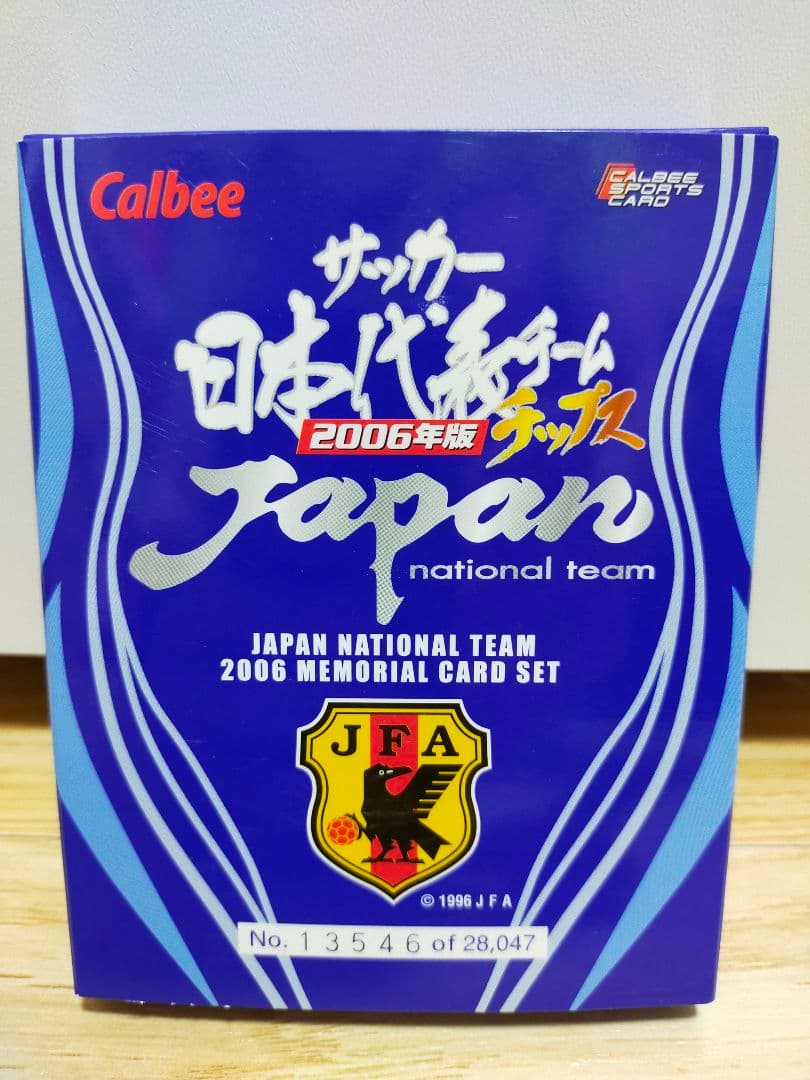 Calbee
CALBEE
SPORTS
CARD
サッカー
日本代表チーム
2006年版
チップス
Japan
national team
JAPAN NATIONAL TEAM
2006 MEMORIAL CARD SET
JFA
© 1996 J F A
No. 13546 of 28,047